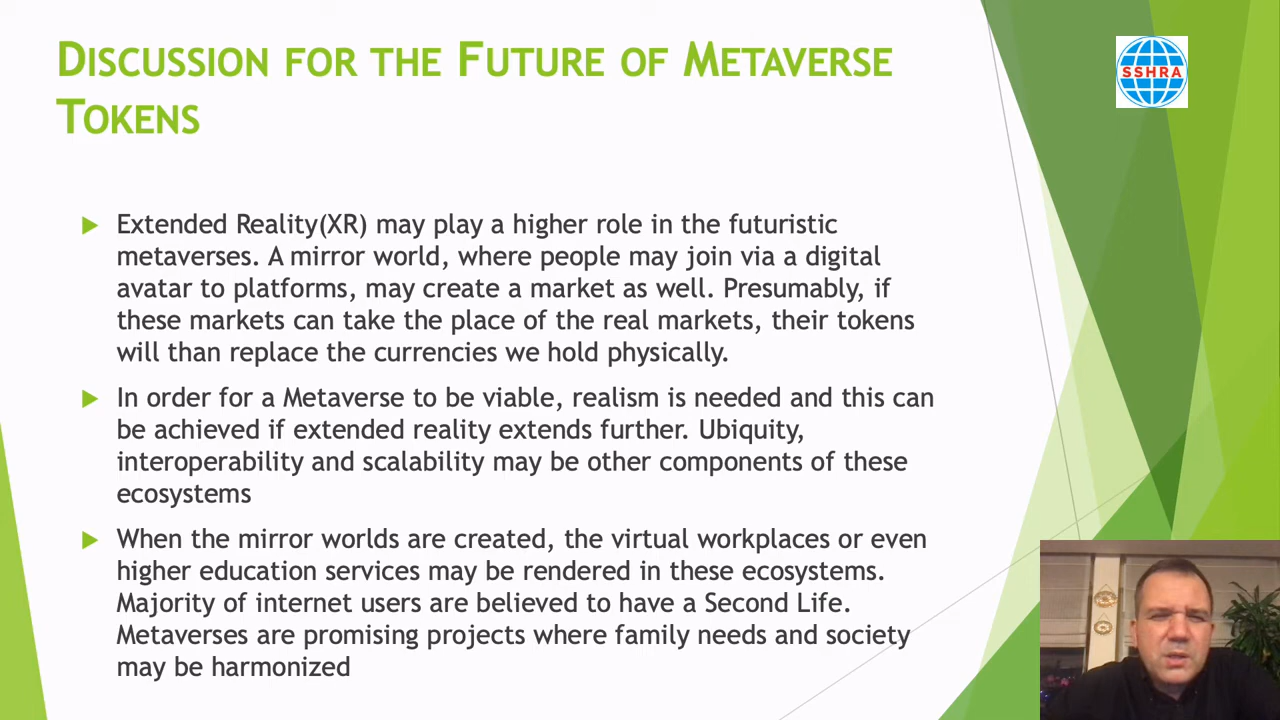 Discussion for the Future of Metaverse
Tokens
SSHRA
Extended Reality(XR) may play a higher role in the futuristic
metaverses. A mirror world, where people may join via a digital
avatar to platforms, may create a market as well. Presumably, if
these markets can take the place of the real markets, their tokens
will than replace the currencies we hold physically.
In order for a Metaverse to be viable, realism is needed and this can
be achieved if extended reality extends further. Ubiquity,
interoperability and scalability may be other components of these
ecosystems
When the mirror worlds are created, the virtual workplaces or even
higher education services may be rendered in these ecosystems.
Majority of internet users are believed to have a Second Life.
Metaverses are promising projects where family needs and society
may be harmonized